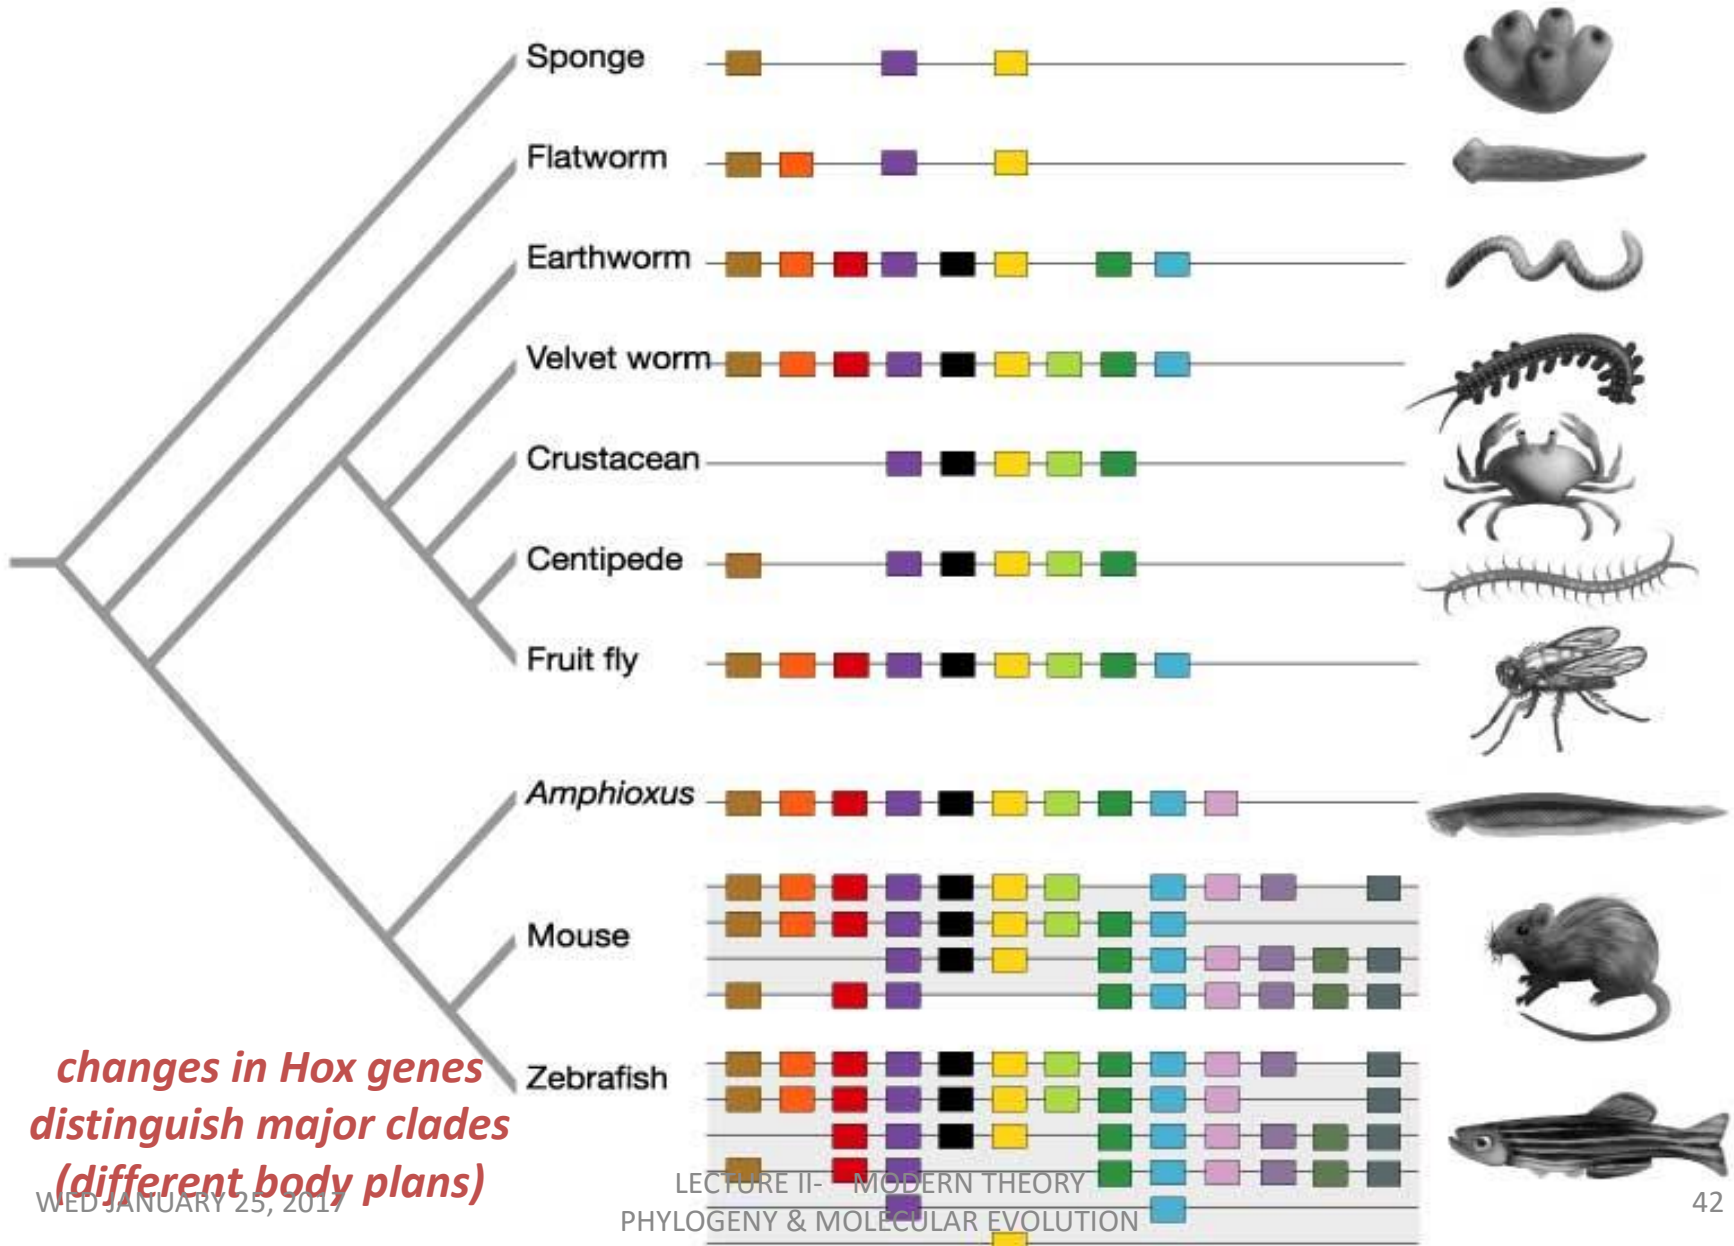 Sponge
Flatworm
Earthworm
Velvet worm
Crustacean
Centipede
Fruit fly
Amphioxus
Mouse
Zebrafish
changes in Hox genes
distinguish major clades
(different body plans)
WED JANUARY 25, 2017
LECTURE II- MODERN THEORY
PHYLOGENY & MOLECULAR EVOLUTION
42